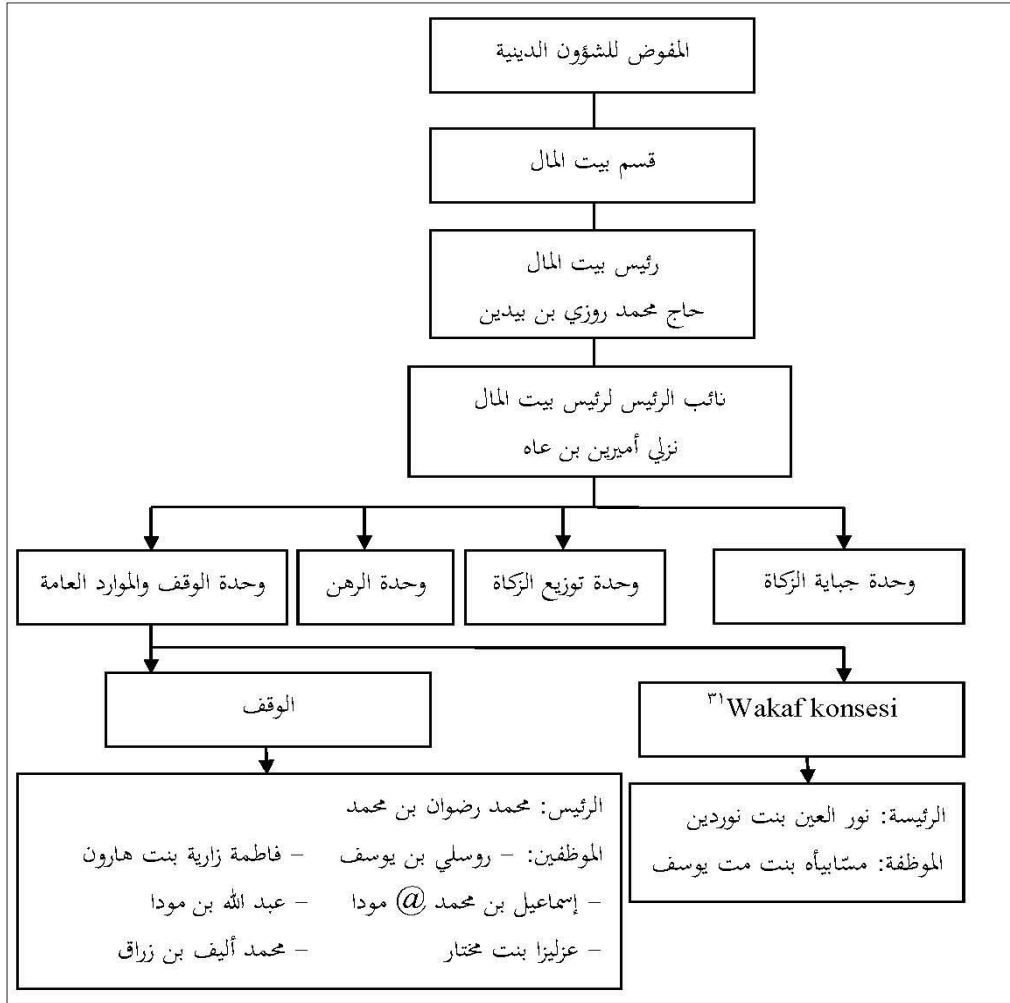 المفوض للشؤون الدينية
قسم بيت المال
رئيس بيت المال
حاج محمد روزي بن بيدين
نائب الرئيس لرئيس بيت المال
نزلي أميرين بن عاه
وحدة جباية الزكاة
وحدة توزيع الزكاة
وحدة الرهن
وحدة الوقف والموارد العامة
Wakaf konsesi٣١
الوقف
الرئيسة: نور العين بنت نوردين
الموظفة: مسّابيأه بنت مت يوسف
الرئيس: محمد رضوان بن محمد
الموظفين: – روسلي بن يوسف – فاطمة زارية بنت هارون
– إسماعيل بن محمد @ مودا – عبد الله بن مودا
– عزليزا بنت مختار – محمد أليف بن زراق